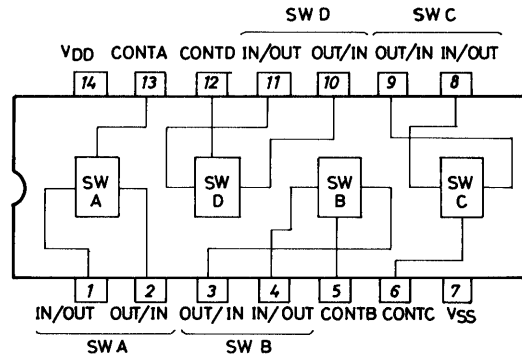 SW D SW C
VDD CONTA CONTD IN/OUT OUT/IN OUT/IN IN/OUT
14 13 12 11 10 9 8
SW A
SW D
SW B
SW C
1 2 3 4 5 6 7
IN/OUT OUT/IN OUT/IN IN/OUT CONTB CONTC VSS
SW A SW B